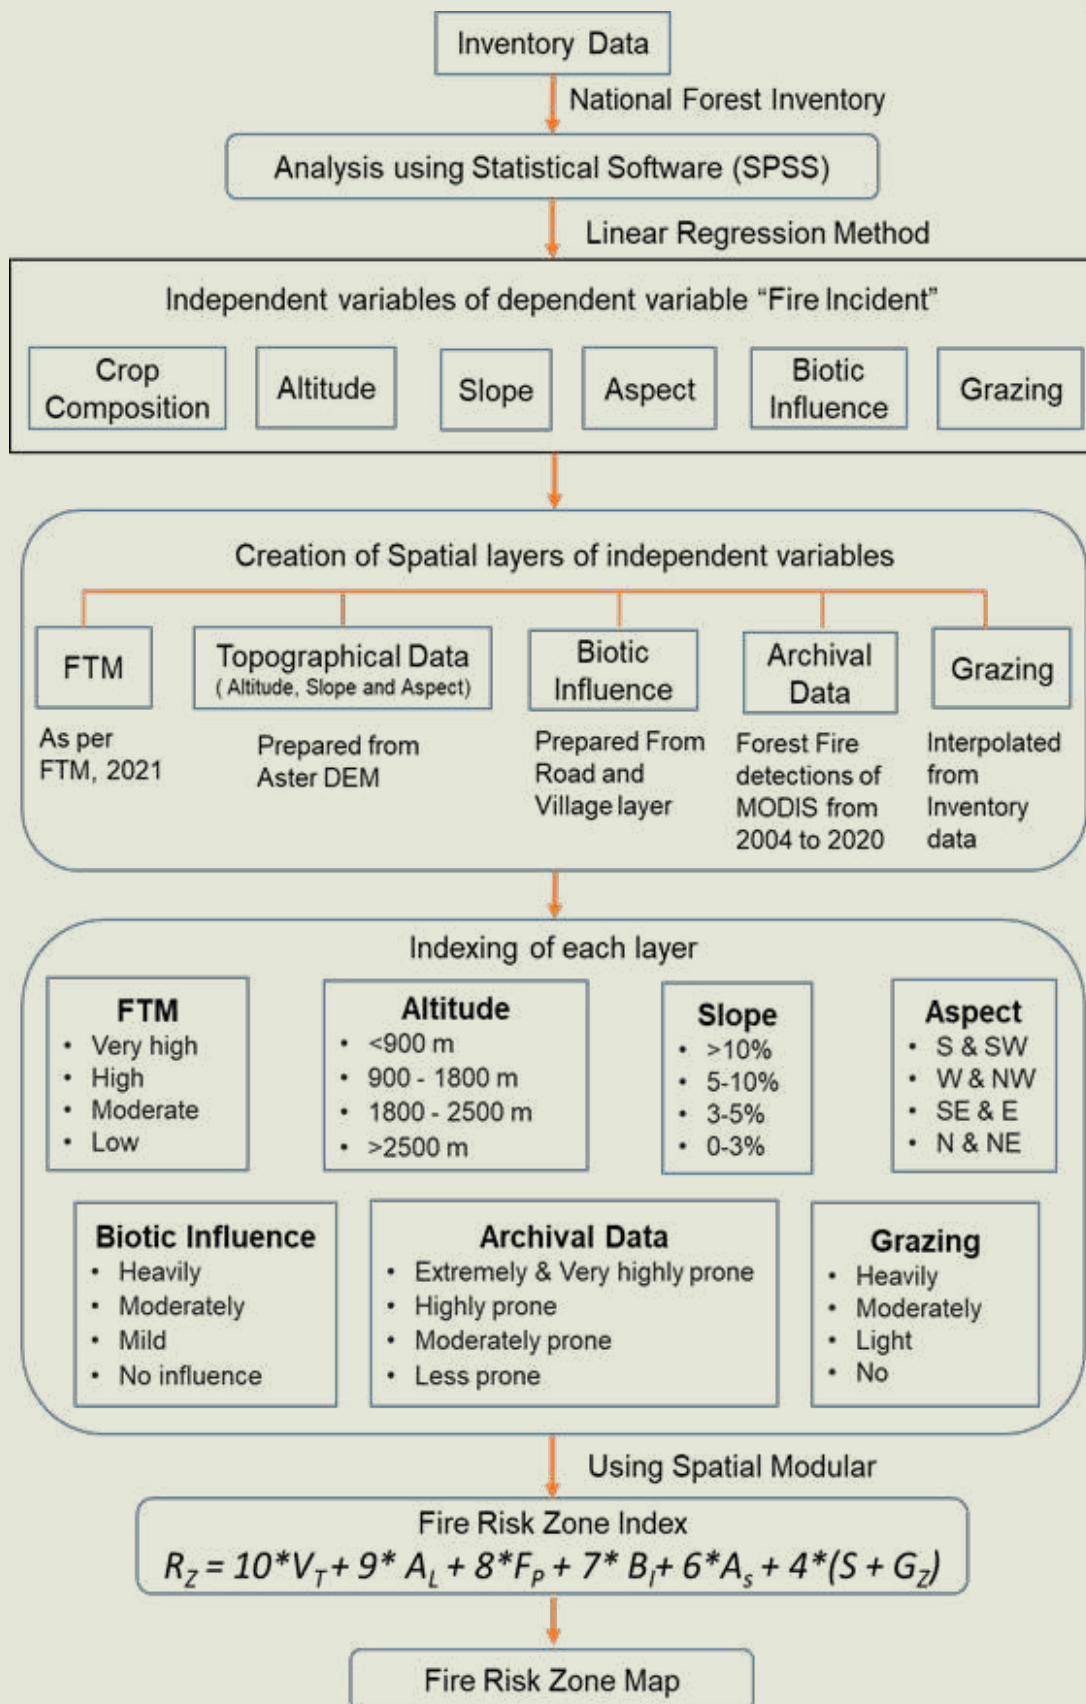 Inventory Data
National Forest Inventory
Analysis using Statistical Software (SPSS)
Linear Regression Method
Independent variables of dependent variable “Fire Incident”
Crop
Composition
Altitude
Slope
Aspect
Biotic
Influence
Grazing
Creation of Spatial layers of independent variables
FTM
As per
FTM, 2021
Topographical Data
( Altitude, Slope and Aspect)
Prepared from
Aster DEM
Biotic
Influence
Prepared From
Road and
Village layer
Archival
Data
Forest Fire
detections of
MODIS from
2004 to 2020
Grazing
Interpolated
from
Inventory
data
Indexing of each layer
FTM
• Very high
• High
• Moderate
• Low
Altitude
• <900 m
• 900 - 1800 m
• 1800 - 2500 m
• >2500 m
Slope
• >10%
• 5-10%
• 3-5%
• 0-3%
Aspect
• S & SW
• W & NW
• SE & E
• N & NE
Biotic Influence
• Heavily
• Moderately
• Mild
• No influence
Archival Data
• Extremely & Very highly prone
• Highly prone
• Moderately prone
• Less prone
Grazing
• Heavily
• Moderately
• Light
• No
Using Spatial Modular
Fire Risk Zone Index
R_Z = 10*V_T + 9* A_L + 8*F_P + 7* B_I + 6*A_s + 4*(S + G_Z)
Fire Risk Zone Map